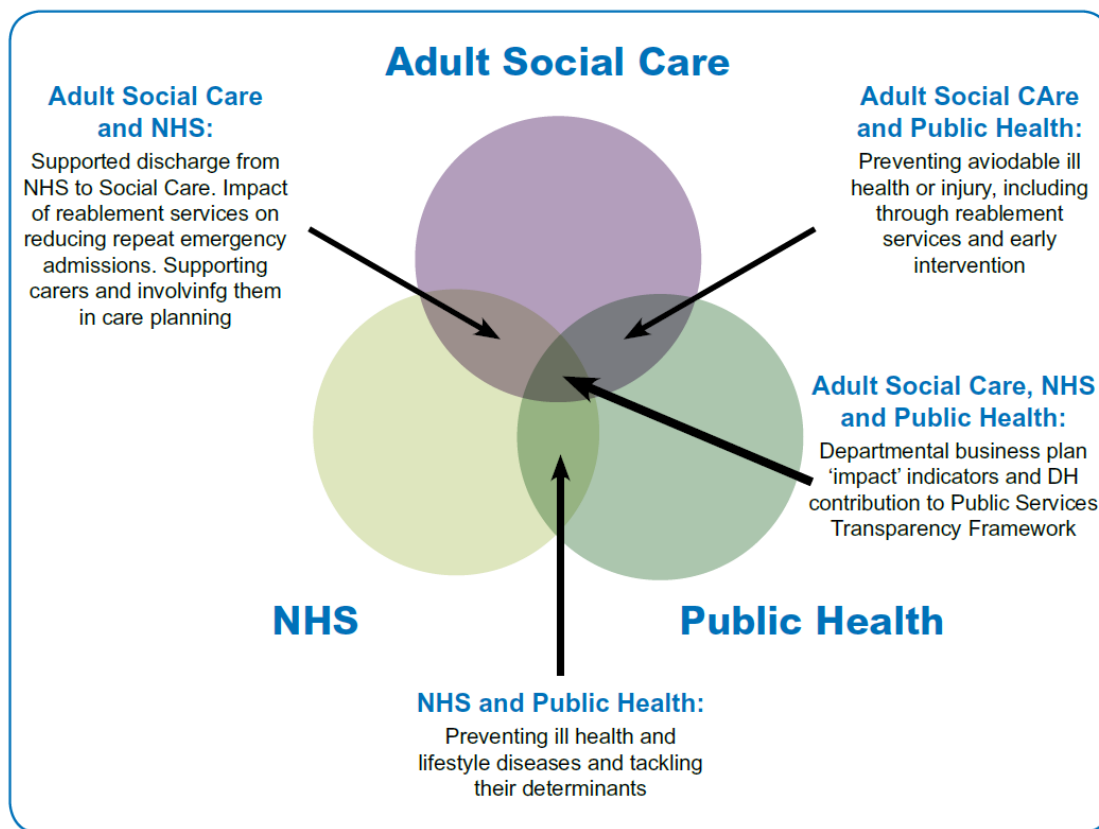 Adult Social Care
Adult Social Care
and NHS:
Supported discharge from
NHS to Social Care. Impact
of reablement services on
reducing repeat emergency
admissions. Supporting
carers and involvinfg them
in care planning
Adult Social CAre
and Public Health:
Preventing aviodable ill
health or injury, including
through reablement
services and early
intervention
Adult Social Care, NHS
and Public Health:
Departmental business plan
‘impact’ indicators and DH
contribution to Public Services
Transparency Framework
NHS
Public Health
NHS and Public Health:
Preventing ill health and
lifestyle diseases and tackling
their determinants